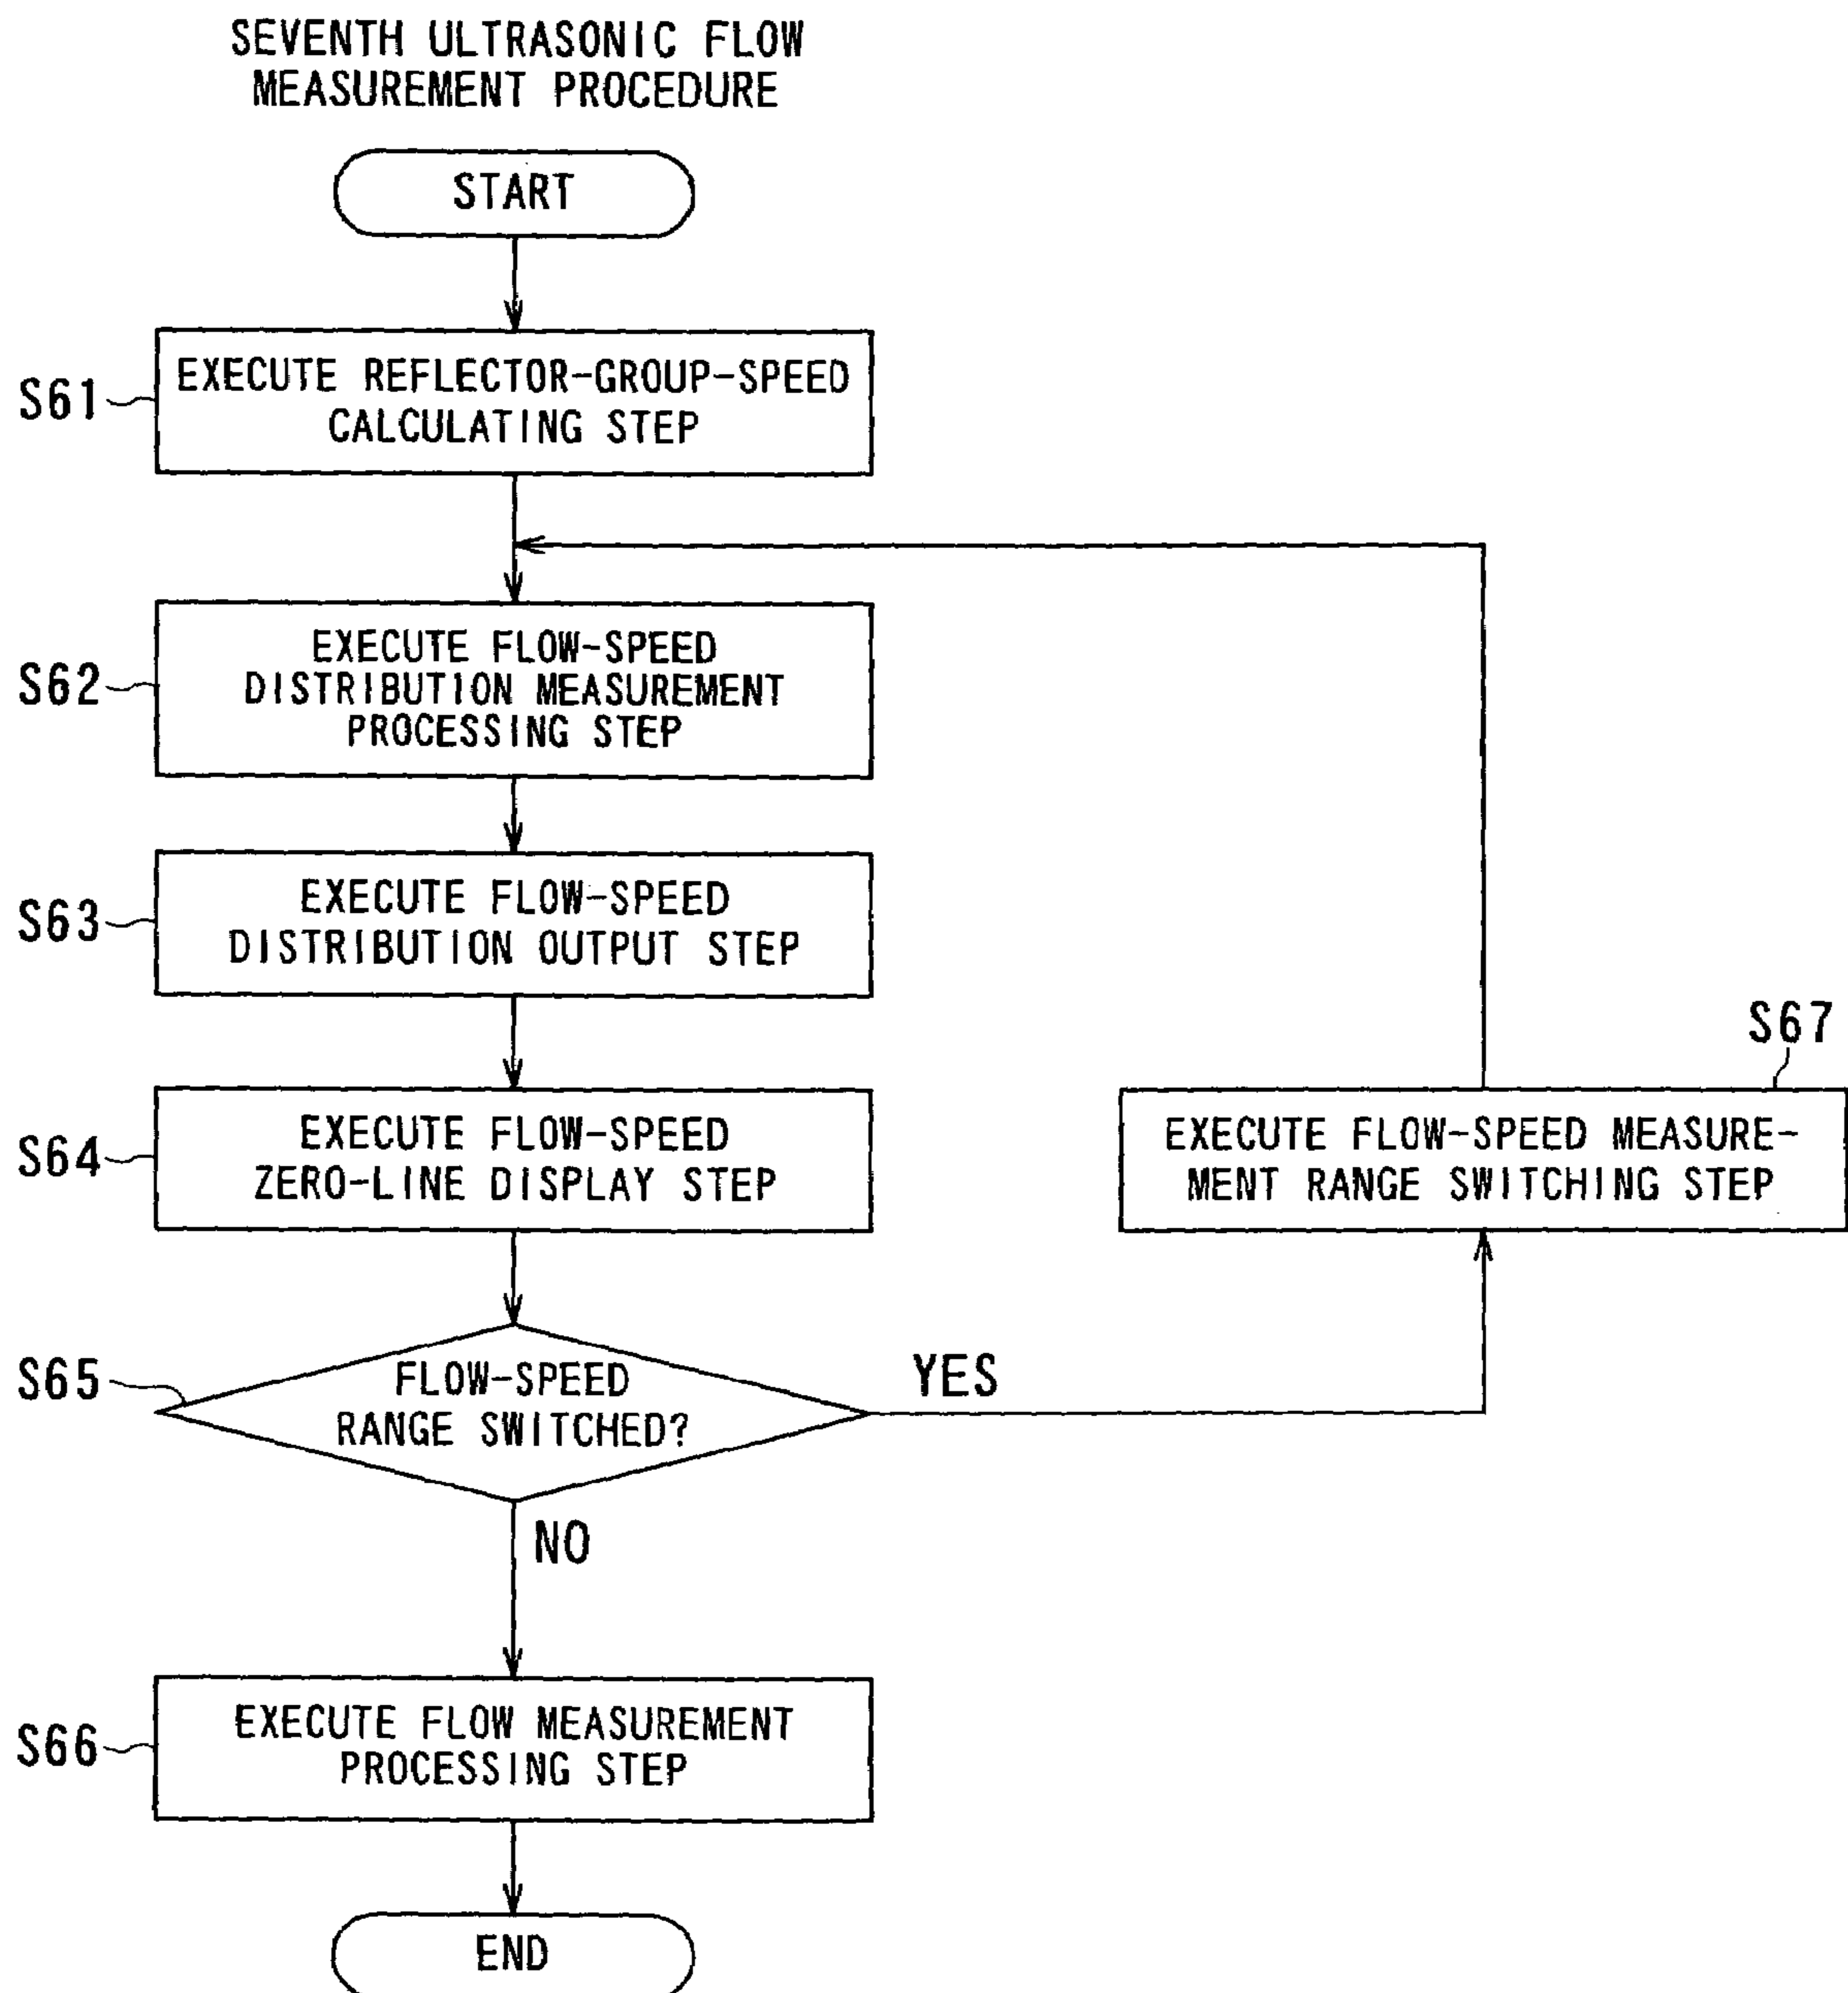 SEVENTH ULTRASONIC FLOW
MEASUREMENT PROCEDURE
START
S61
EXECUTE REFLECTOR-GROUP-SPEED
CALCULATING STEP
S62
EXECUTE FLOW-SPEED
DISTRIBUTION MEASUREMENT
PROCESSING STEP
S63
EXECUTE FLOW-SPEED
DISTRIBUTION OUTPUT STEP
S64
EXECUTE FLOW-SPEED
ZERO-LINE DISPLAY STEP
S67
EXECUTE FLOW-SPEED MEASURE-
MENT RANGE SWITCHING STEP
S65
FLOW-SPEED
RANGE SWITCHED?
YES
NO
S66
EXECUTE FLOW MEASUREMENT
PROCESSING STEP
END